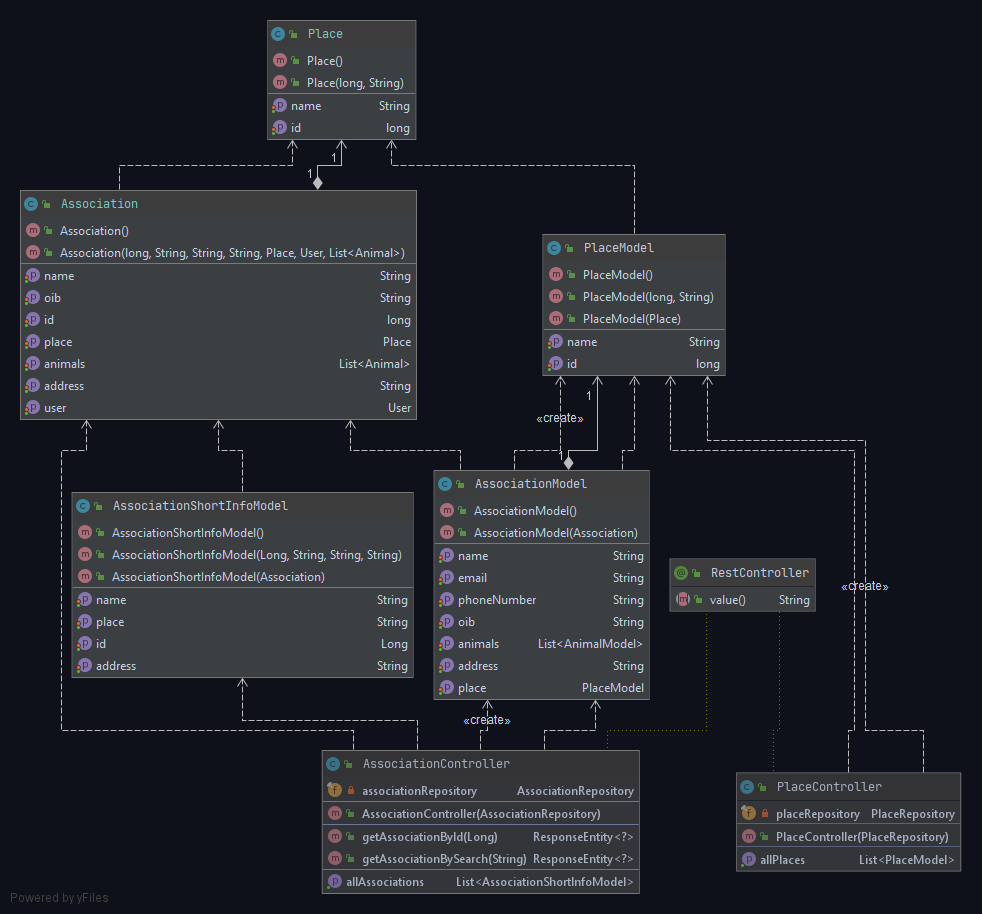 Place
Place()
Place(long, String)
name String
id long
1
1
Association
Association()
Association(long, String, String, String, Place, User, List<Animal>)
name String
oib String
id long
place Place
animals List<Animal>
address String
user User
PlaceModel
PlaceModel()
PlaceModel(long, String)
PlaceModel(Place)
name String
id long
1
«create»
1
AssociationShortInfoModel
AssociationShortInfoModel()
AssociationShortInfoModel(Long, String, String, String)
AssociationShortInfoModel(Association)
name String
place String
id Long
address String
AssociationModel
AssociationModel()
AssociationModel(Association)
name String
email String
phoneNumber String
oib String
animals List<AnimalModel>
address String
place PlaceModel
RestController
value() String
«create»
«create»
AssociationController
associationRepository AssociationRepository
AssociationController(AssociationRepository)
getAssociationById(Long) ResponseEntity<?>
getAssociationBySearch(String) ResponseEntity<?>
allAssociations List<AssociationShortInfoModel>
PlaceController
placeRepository PlaceRepository
PlaceController(PlaceRepository)
allPlaces List<PlaceModel>
Powered by yFiles